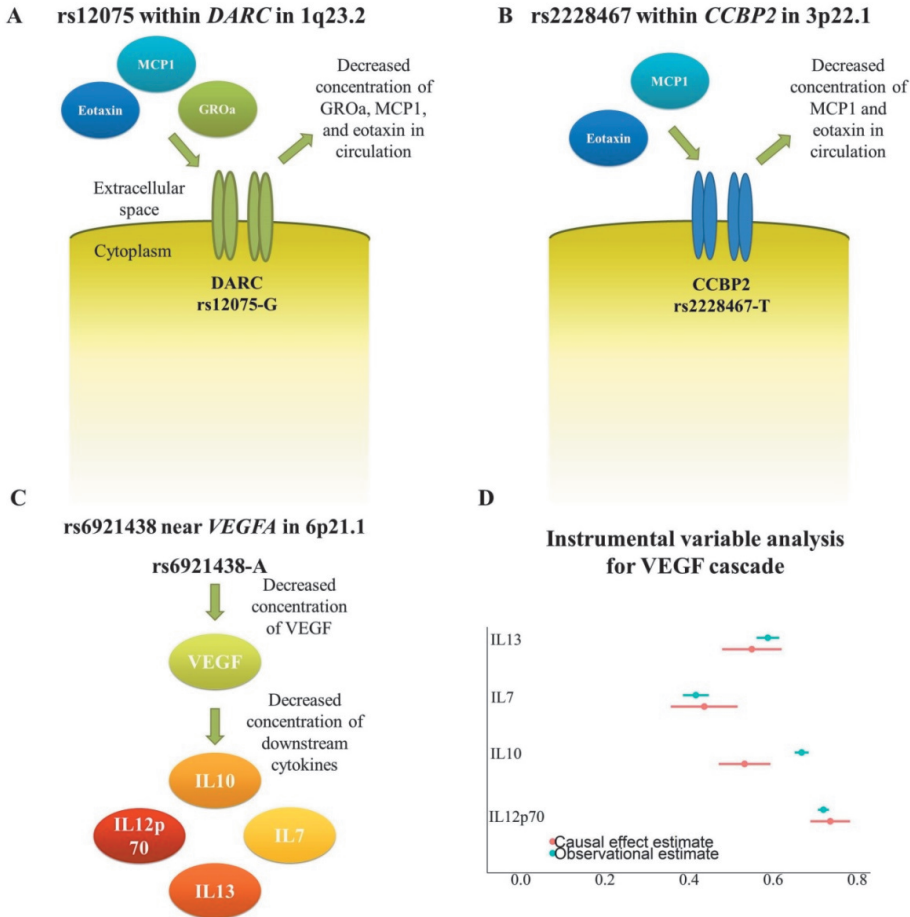 A
rs12075 within DARC in 1q23.2
MCP1
Eotaxin
GROa
Decreased
concentration of
GROa, MCP1,
and eotaxin in
circulation
Extracellular
space
Cytoplasm
DARC
rs12075-G
B
rs2228467 within CCBP2 in 3p22.1
MCP1
Eotaxin
Decreased
concentration of
MCP1 and
eotaxin in
circulation
CCBP2
rs2228467-T
C
rs6921438 near VEGFA in 6p21.1
rs6921438-A
Decreased
concentration
of VEGF
VEGF
Decreased
concentration of
downstream
cytokines
IL10
IL12p
70
IL7
IL13
D
Instrumental variable analysis
for VEGF cascade
IL13
IL7
IL10
IL12p70
Causal effect estimate
Observational estimate
0.0 0.2 0.4 0.6 0.8